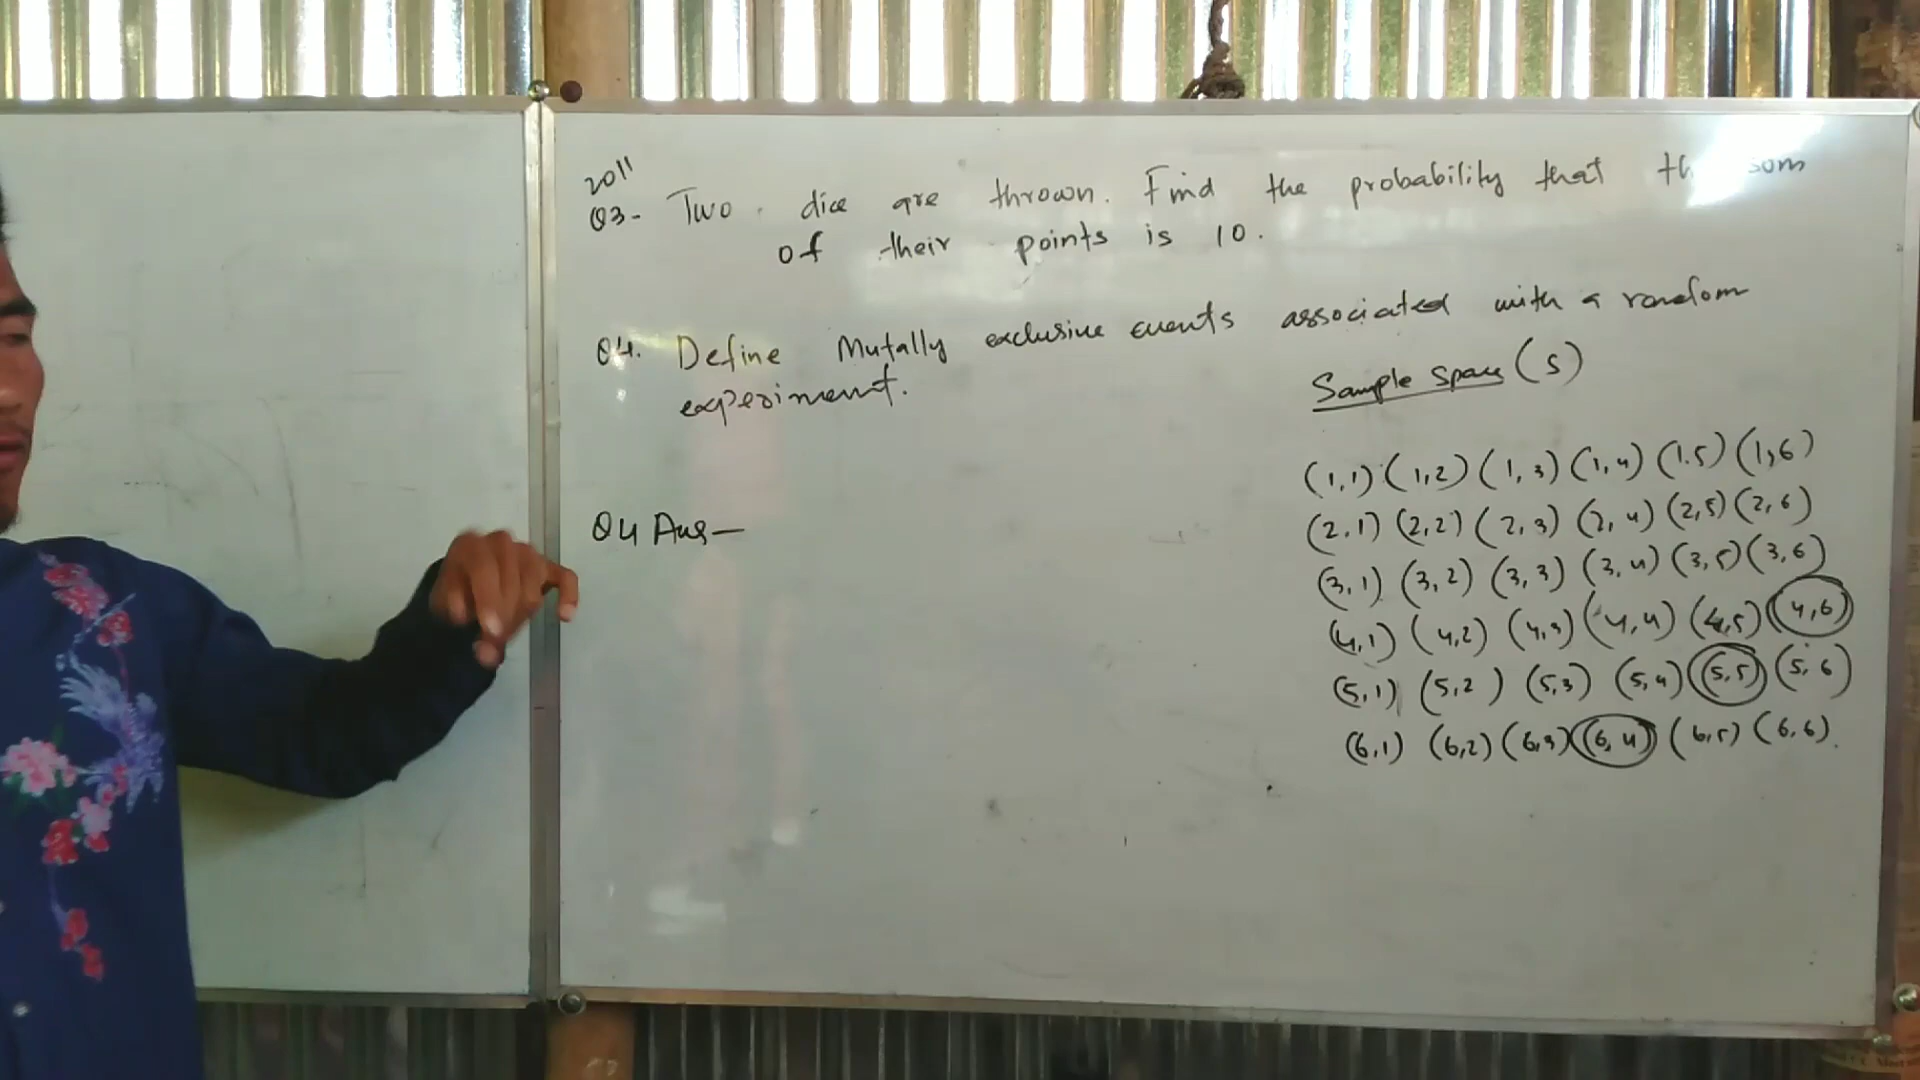 2011
Q3- Two dice are thrown. Find the probability that th som
of their points is 10.
Q4. Define Mutally exclusive events associated with a random
experiment.
Sample space (S)
(1,1) (1,2) (1,3) (1,4) (1.5) (1,6)
(2.1) (2,2) (2,3) (2,4) (2,5) (2,6)
(3,1) (3,2) (3,3) (3,4) (3,5) (3,6)
(4,1) (4,2) (4,3) (4,4) (4,5) (4,6)
(5,1) (5,2) (5,3) (5,4) (5,5) (5,6)
(6,1) (6,2) (6,3) (6,4) (6,5) (6,6).
Q4 Ans—